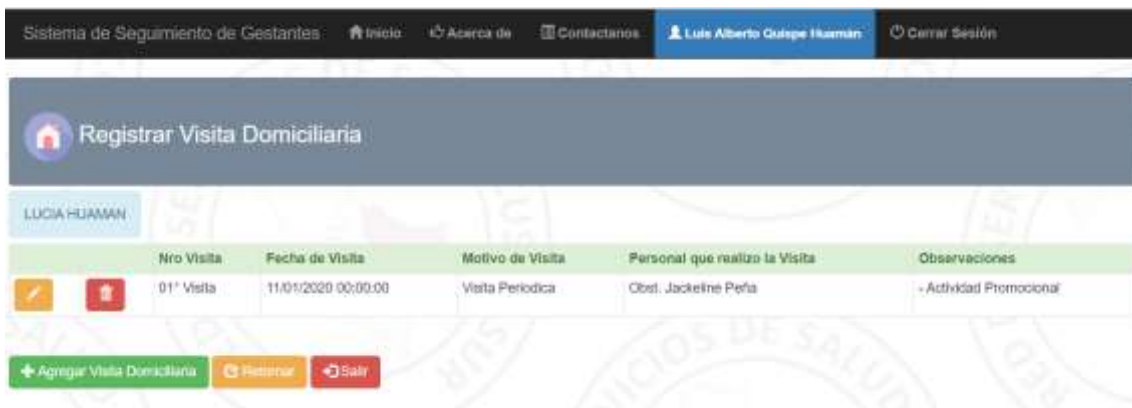 Sistema de Seguimiento de Gestantes Inicio Acerca de Contactanos Luis Alberto Quispe Huamán Cerrar Sesión
Registrar Visita Domiciliaria
LUCIA HUAMAN
Nro Visita Fecha de Visita Motivo de Visita Personal que realizo la Visita Observaciones
01° Visita 11/01/2020 00:00:00 Visita Periodica Obst. Jackeline Peña - Actividad Promocional
Agregar Visita Domiciliaria Retornar Salir